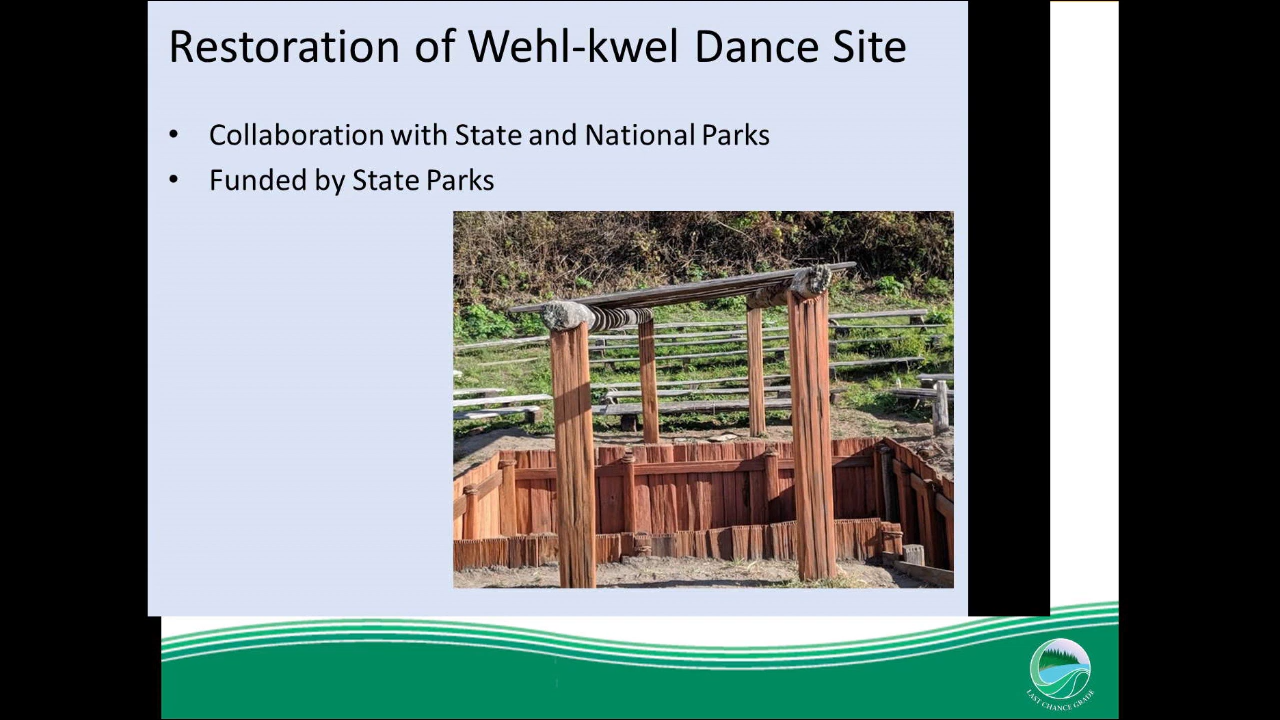 Restoration of Wehl-kwel Dance Site
• Collaboration with State and National Parks
• Funded by State Parks
LAST CHANCE GRADE